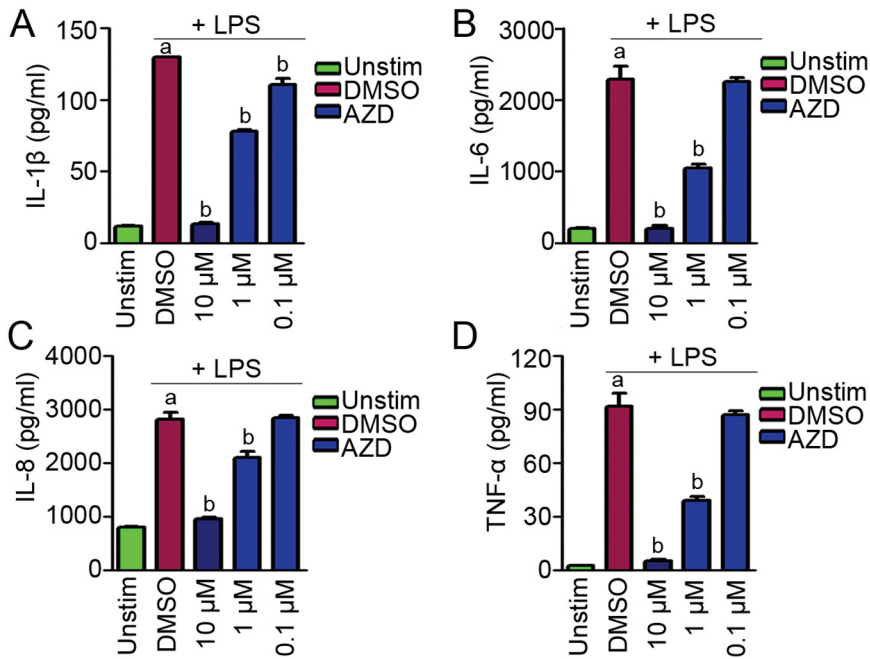 A
+ LPS
IL-1β (pg/ml)
150
100
50
0
a
b
b
b
Unstim
DMSO
10 μM
1 μM
0.1 μM
Unstim
DMSO
AZD
B
+ LPS
IL-6 (pg/ml)
3000
2000
1000
0
a
b
b
Unstim
DMSO
10 μM
1 μM
0.1 μM
Unstim
DMSO
AZD
C
+ LPS
IL-8 (pg/ml)
4000
3000
2000
1000
0
a
b
b
Unstim
DMSO
10 μM
1 μM
0.1 μM
Unstim
DMSO
AZD
D
+ LPS
TNF-α (pg/ml)
120
90
60
30
0
a
b
b
Unstim
DMSO
10 μM
1 μM
0.1 μM
Unstim
DMSO
AZD